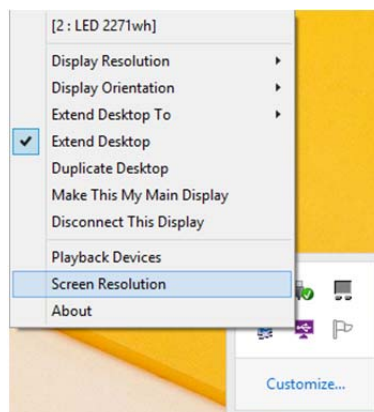 [2 : LED 2271wh]
Display Resolution
Display Orientation
Extend Desktop To
Extend Desktop
Duplicate Desktop
Make This My Main Display
Disconnect This Display
Playback Devices
Screen Resolution
About
Customize...